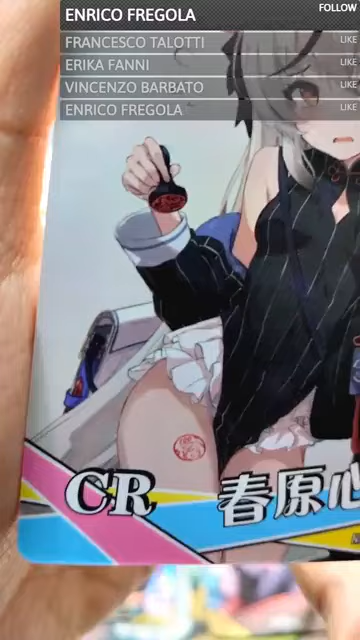 ENRICO FREGOLA FOLLOW
FRANCESCO TALOTTI LIKE
ERIKA FANNI LIKE
VINCENZO BARBATO LIKE
ENRICO FREGOLA LIKE
CR 春原心